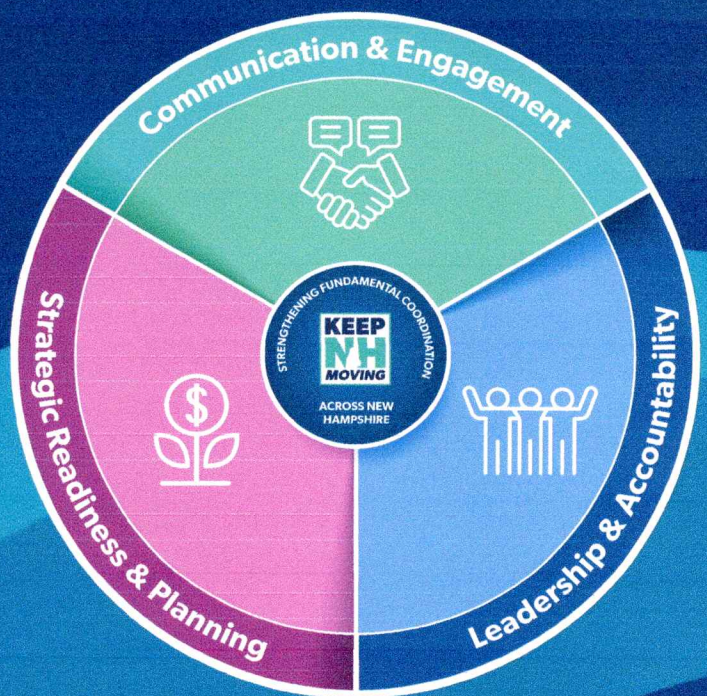 Communication & Engagement
STRENGTHENING FUNDAMENTAL COORDINATION
KEEP
NH
MOVING
ACROSS NEW
HAMPSHIRE
Strategic Readiness & Planning
Leadership & Accountability
$